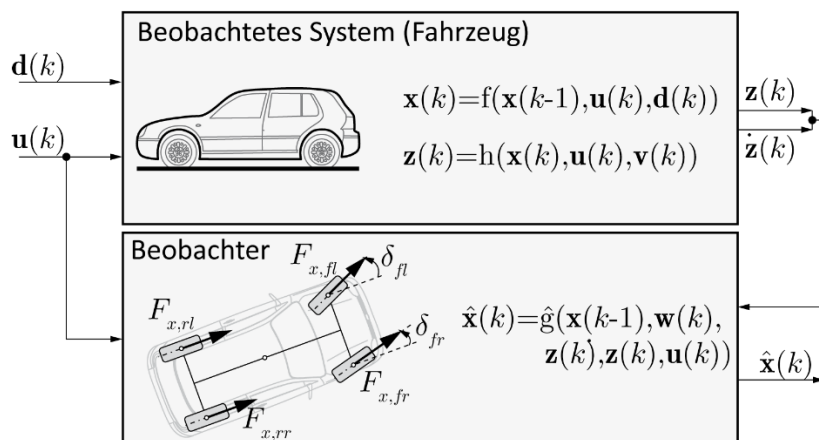 Beobachtetes System (Fahrzeug)
d(k)
u(k)
x(k)=f(x(k-1),u(k),d(k))
z(k)=h(x(k),u(k),v(k))
z(k)
ż(k)
Beobachter
F_{x,fl}
δ_{fl}
F_{x,rl}
δ_{fr}
F_{x,fr}
F_{x,rr}
x̂(k)=ĝ(x(k-1),w(k),
z(k),ż(k),u(k))
x̂(k)